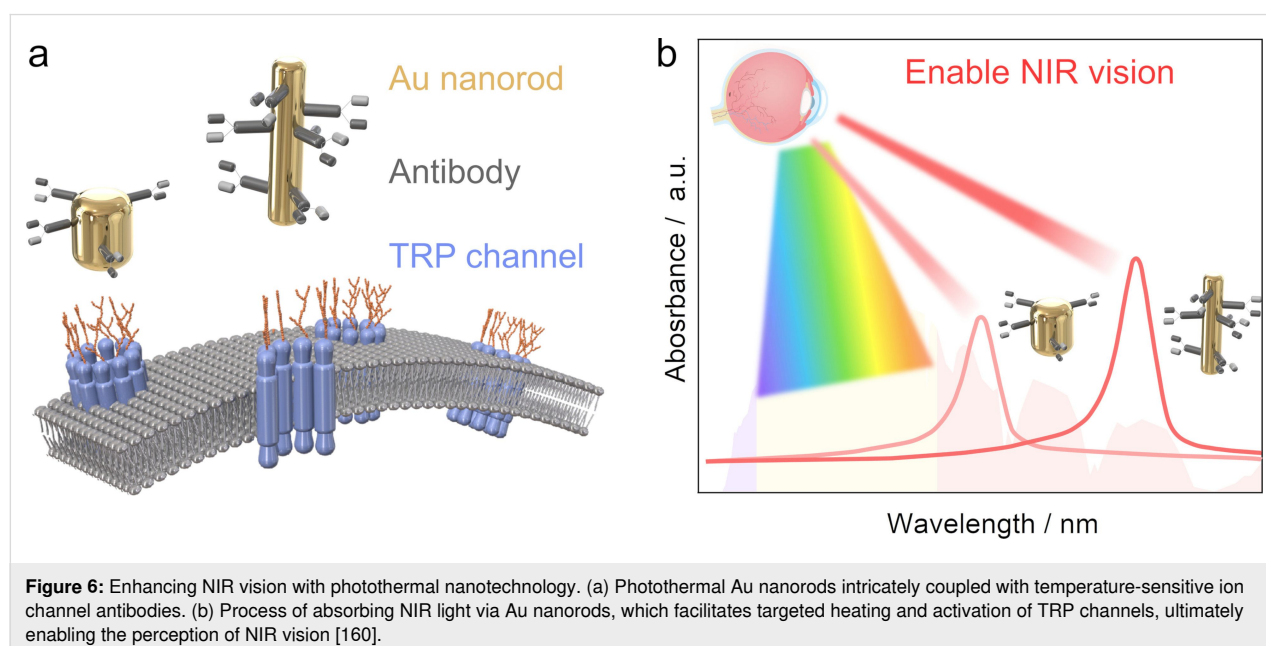 a
Au nanorod
Antibody
TRP channel
b
Enable NIR vision
Abosrbance / a.u.
Wavelength / nm
Figure 6: Enhancing NIR vision with photothermal nanotechnology. (a) Photothermal Au nanorods intricately coupled with temperature-sensitive ion
channel antibodies. (b) Process of absorbing NIR light via Au nanorods, which facilitates targeted heating and activation of TRP channels, ultimately
enabling the perception of NIR vision [160].